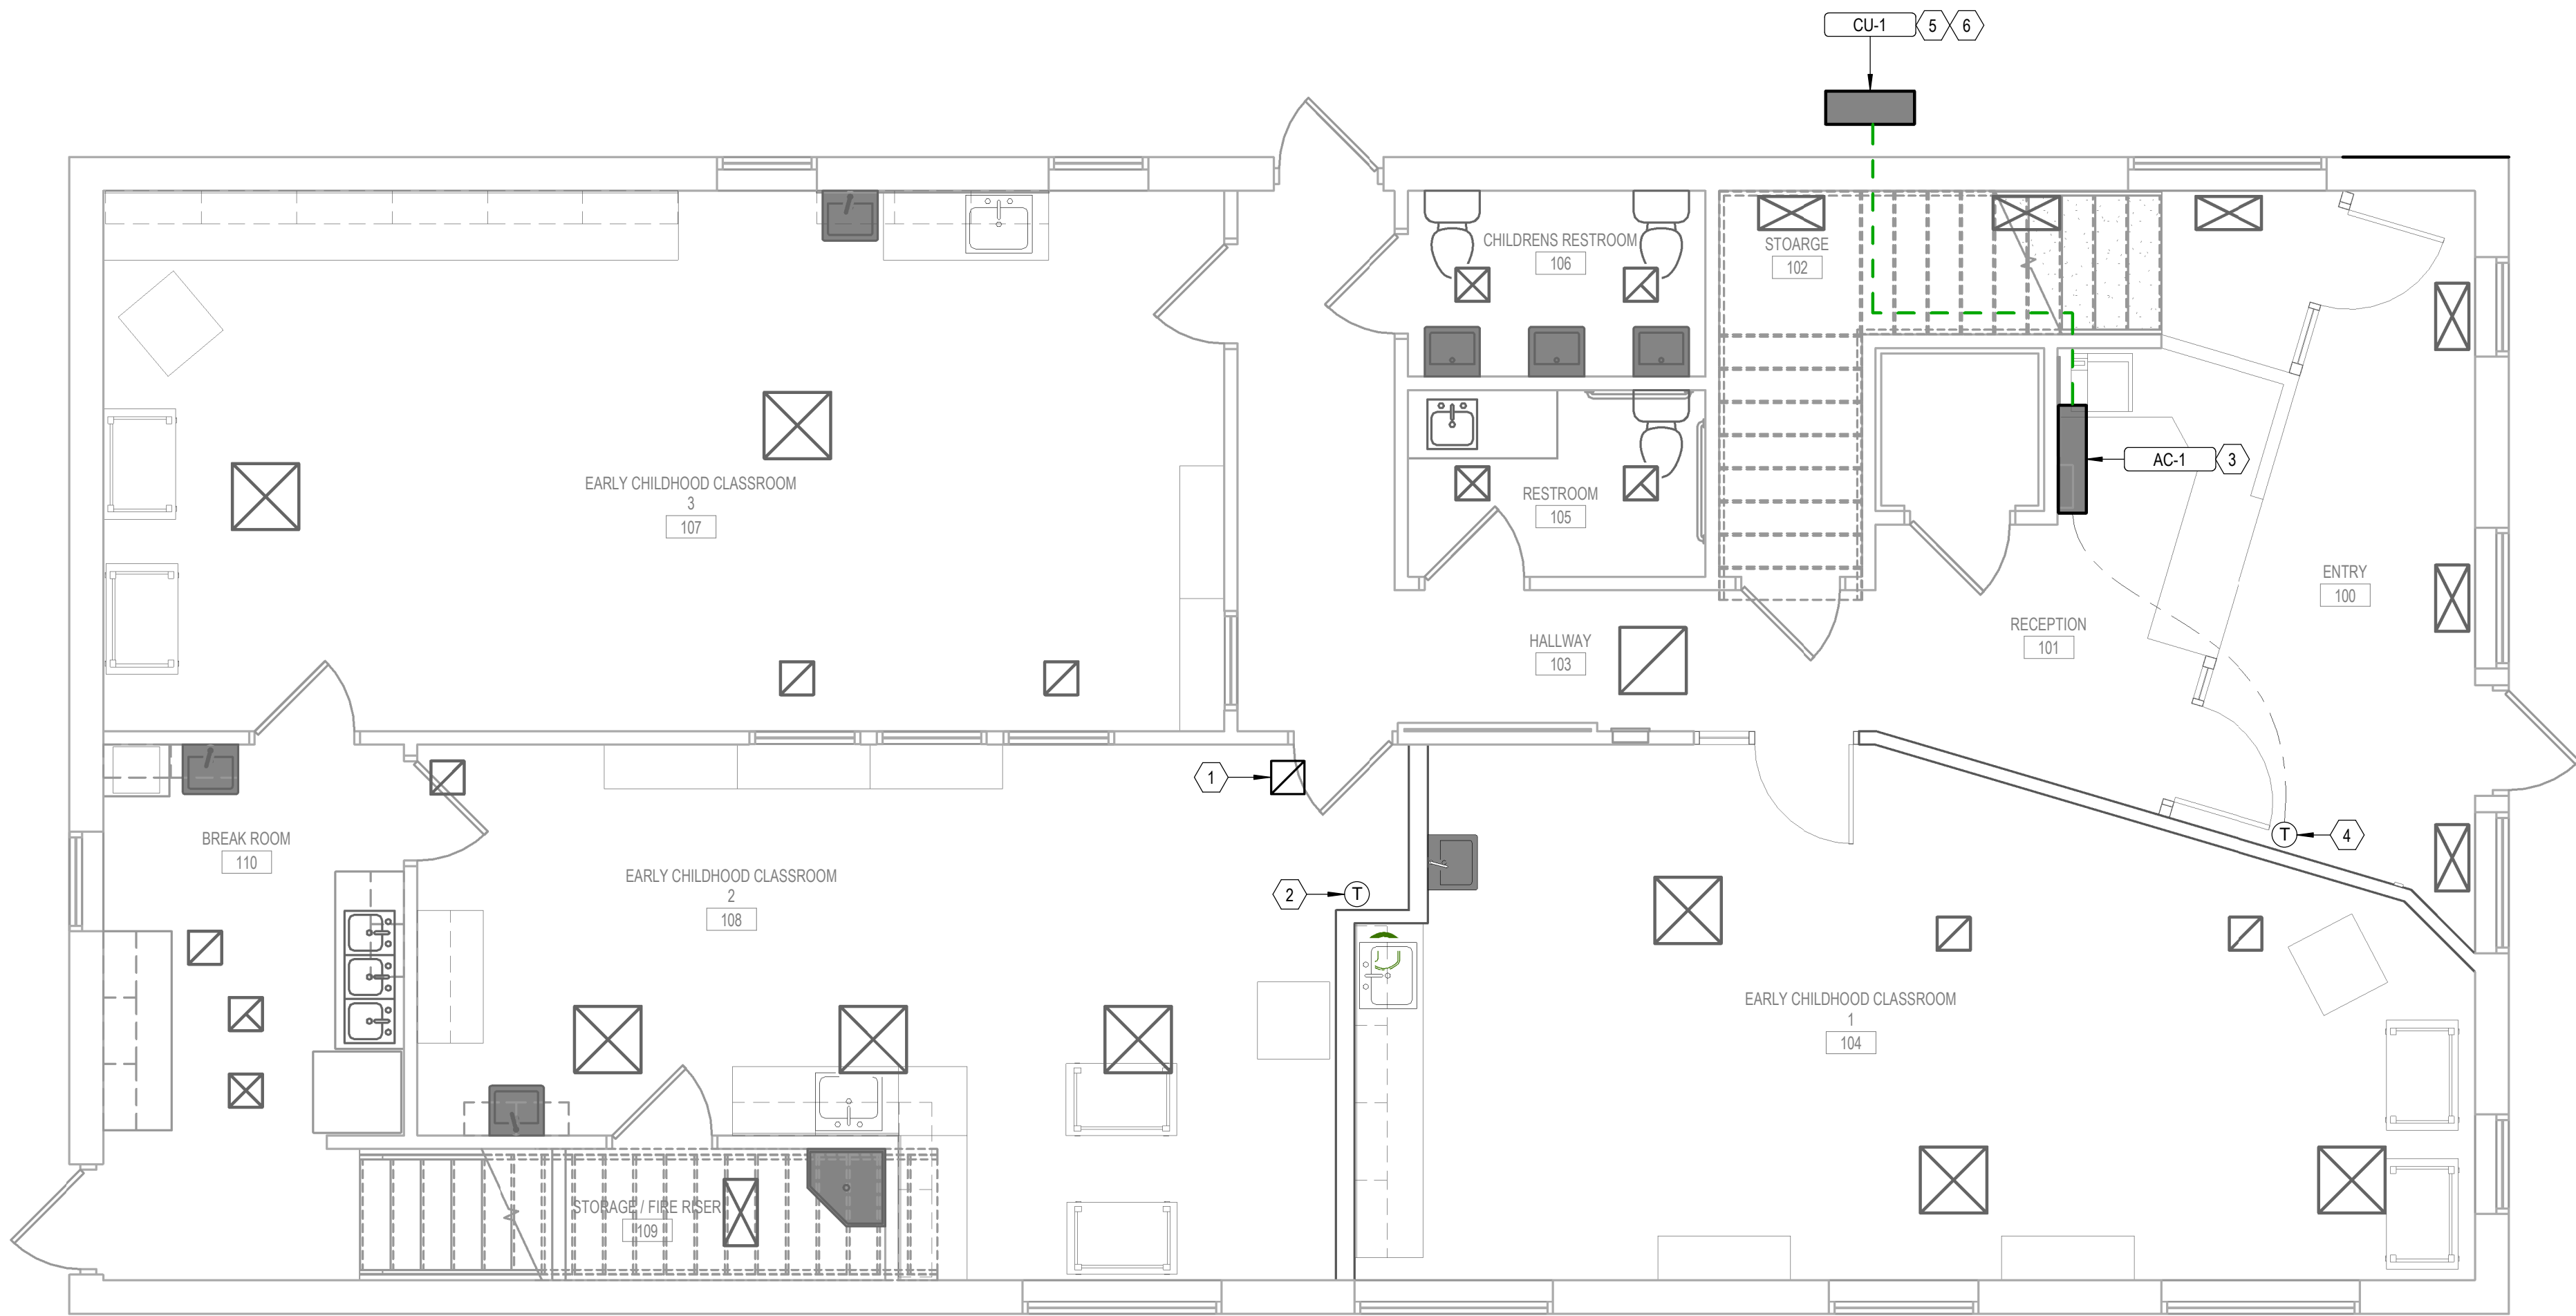 CU-1 5 6
CHILDRENS RESTROOM
106
STOARGE
102
EARLY CHILDHOOD CLASSROOM
3
107
RESTROOM
105
AC-1 3
ENTRY
100
HALLWAY
103
RECEPTION
101
1
BREAK ROOM
110
EARLY CHILDHOOD CLASSROOM
2
108
2 T
T 4
EARLY CHILDHOOD CLASSROOM
1
104
STORAGE / FIRE RISER
109